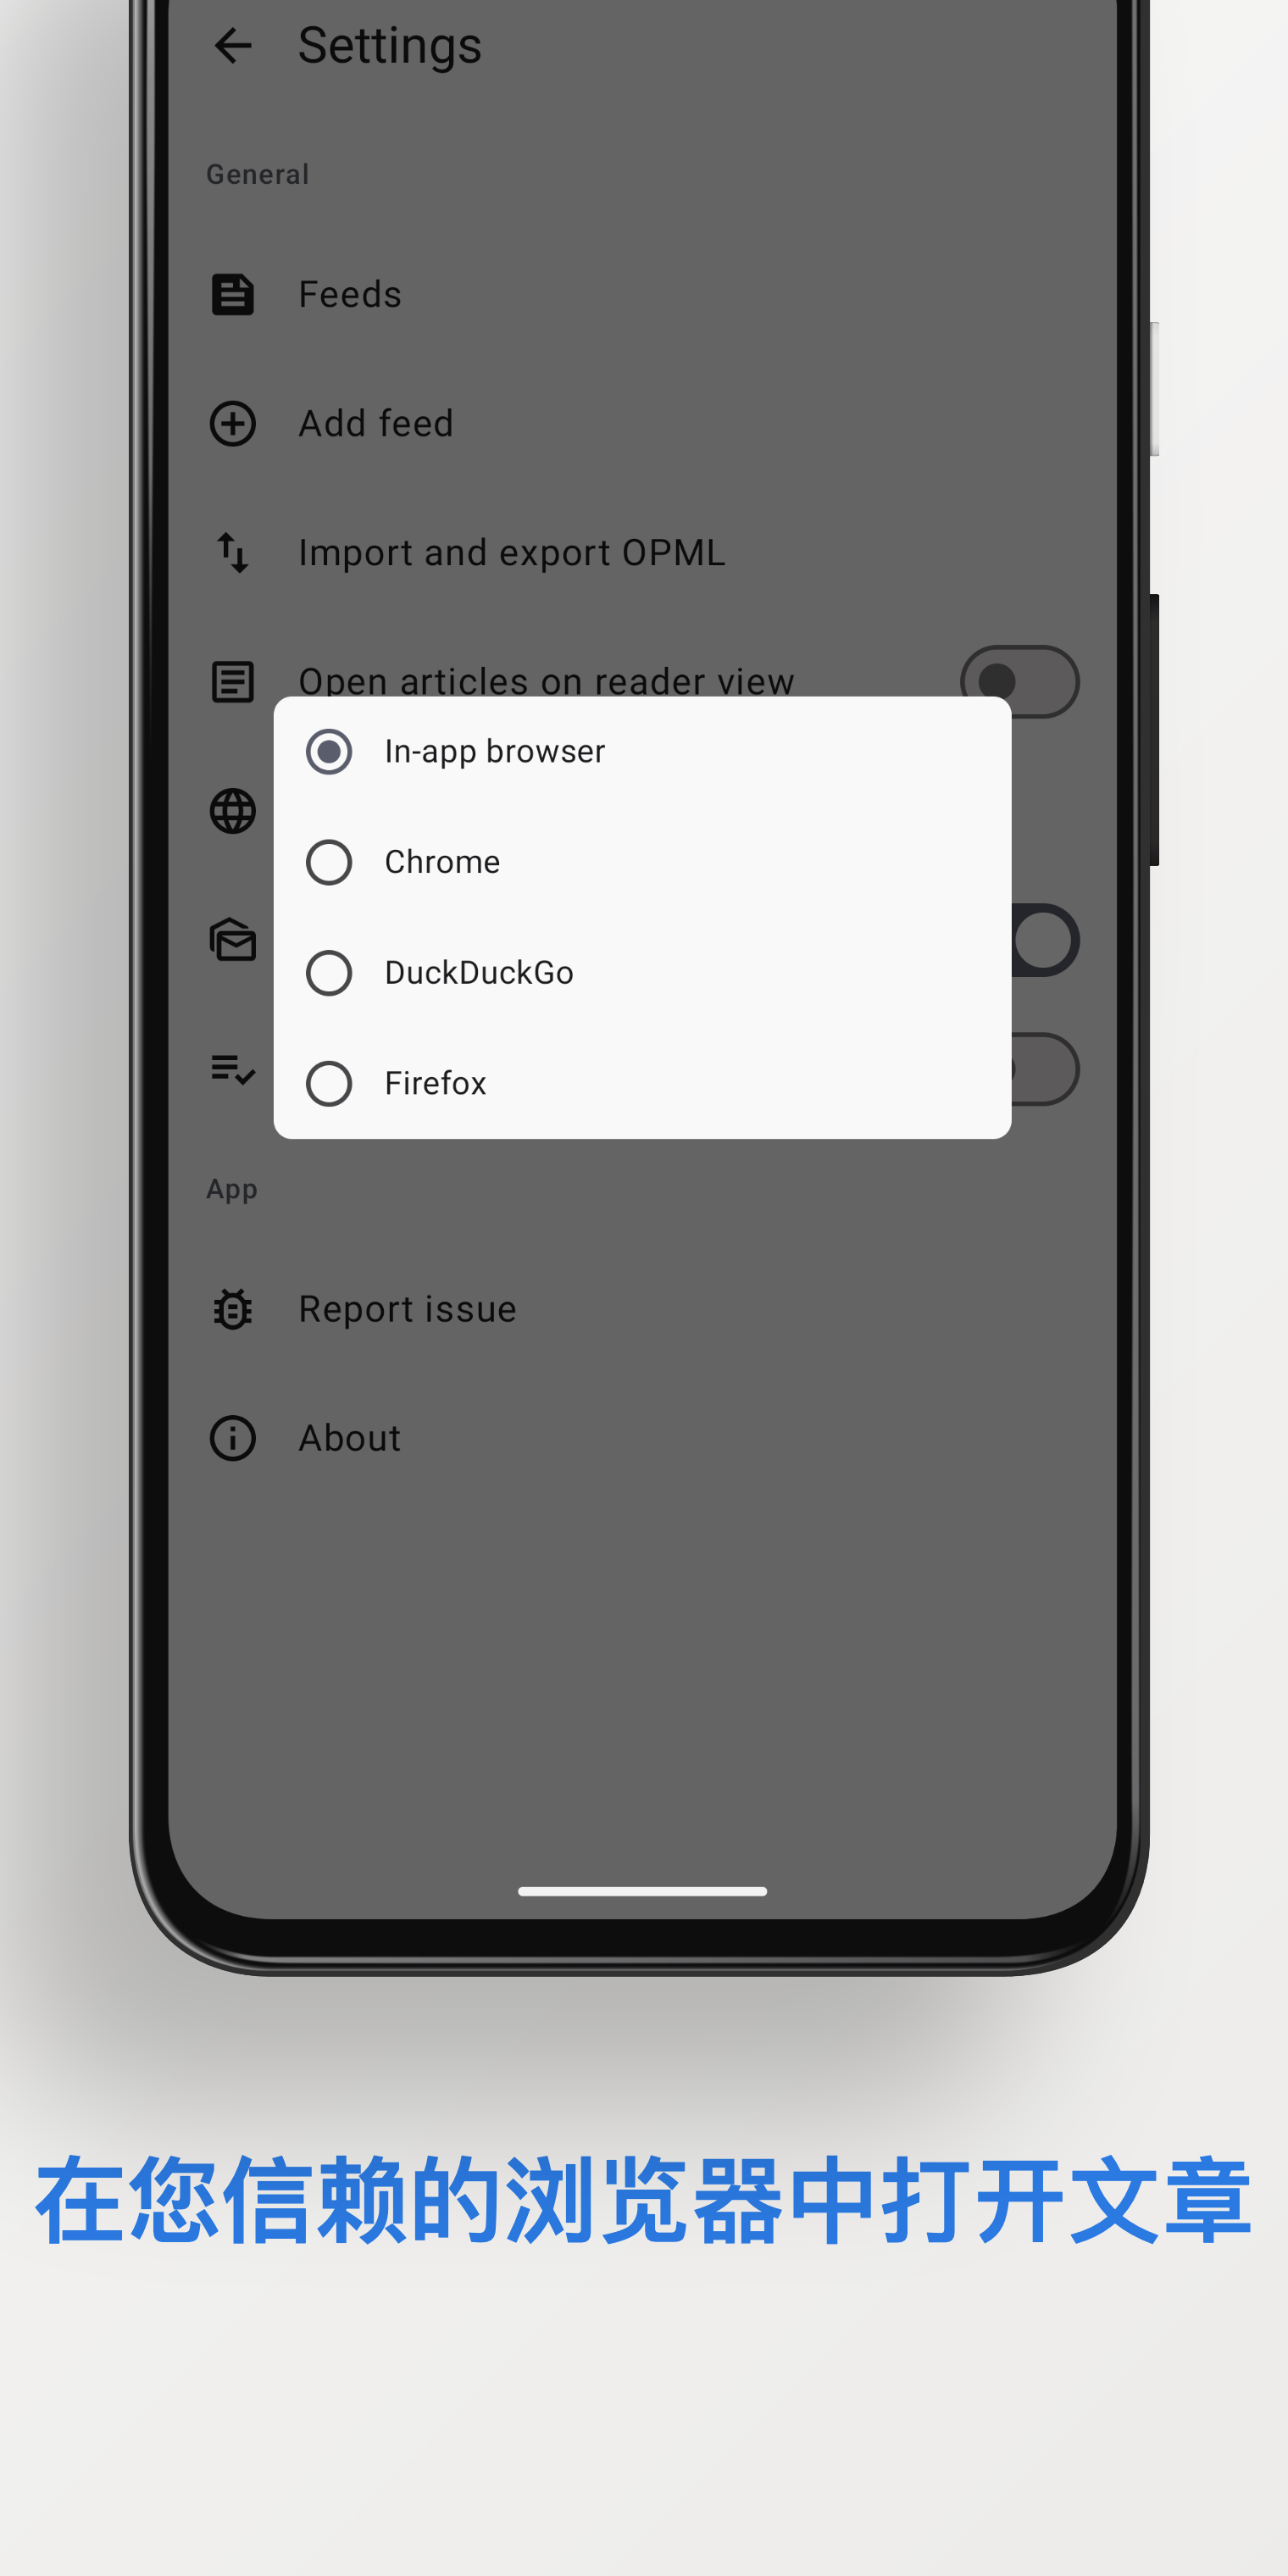 Settings
General
Feeds
Add feed
Import and export OPML
Open articles on reader view
In-app browser
Chrome
DuckDuckGo
Firefox
App
Report issue
About
在您信赖的浏览器中打开文章